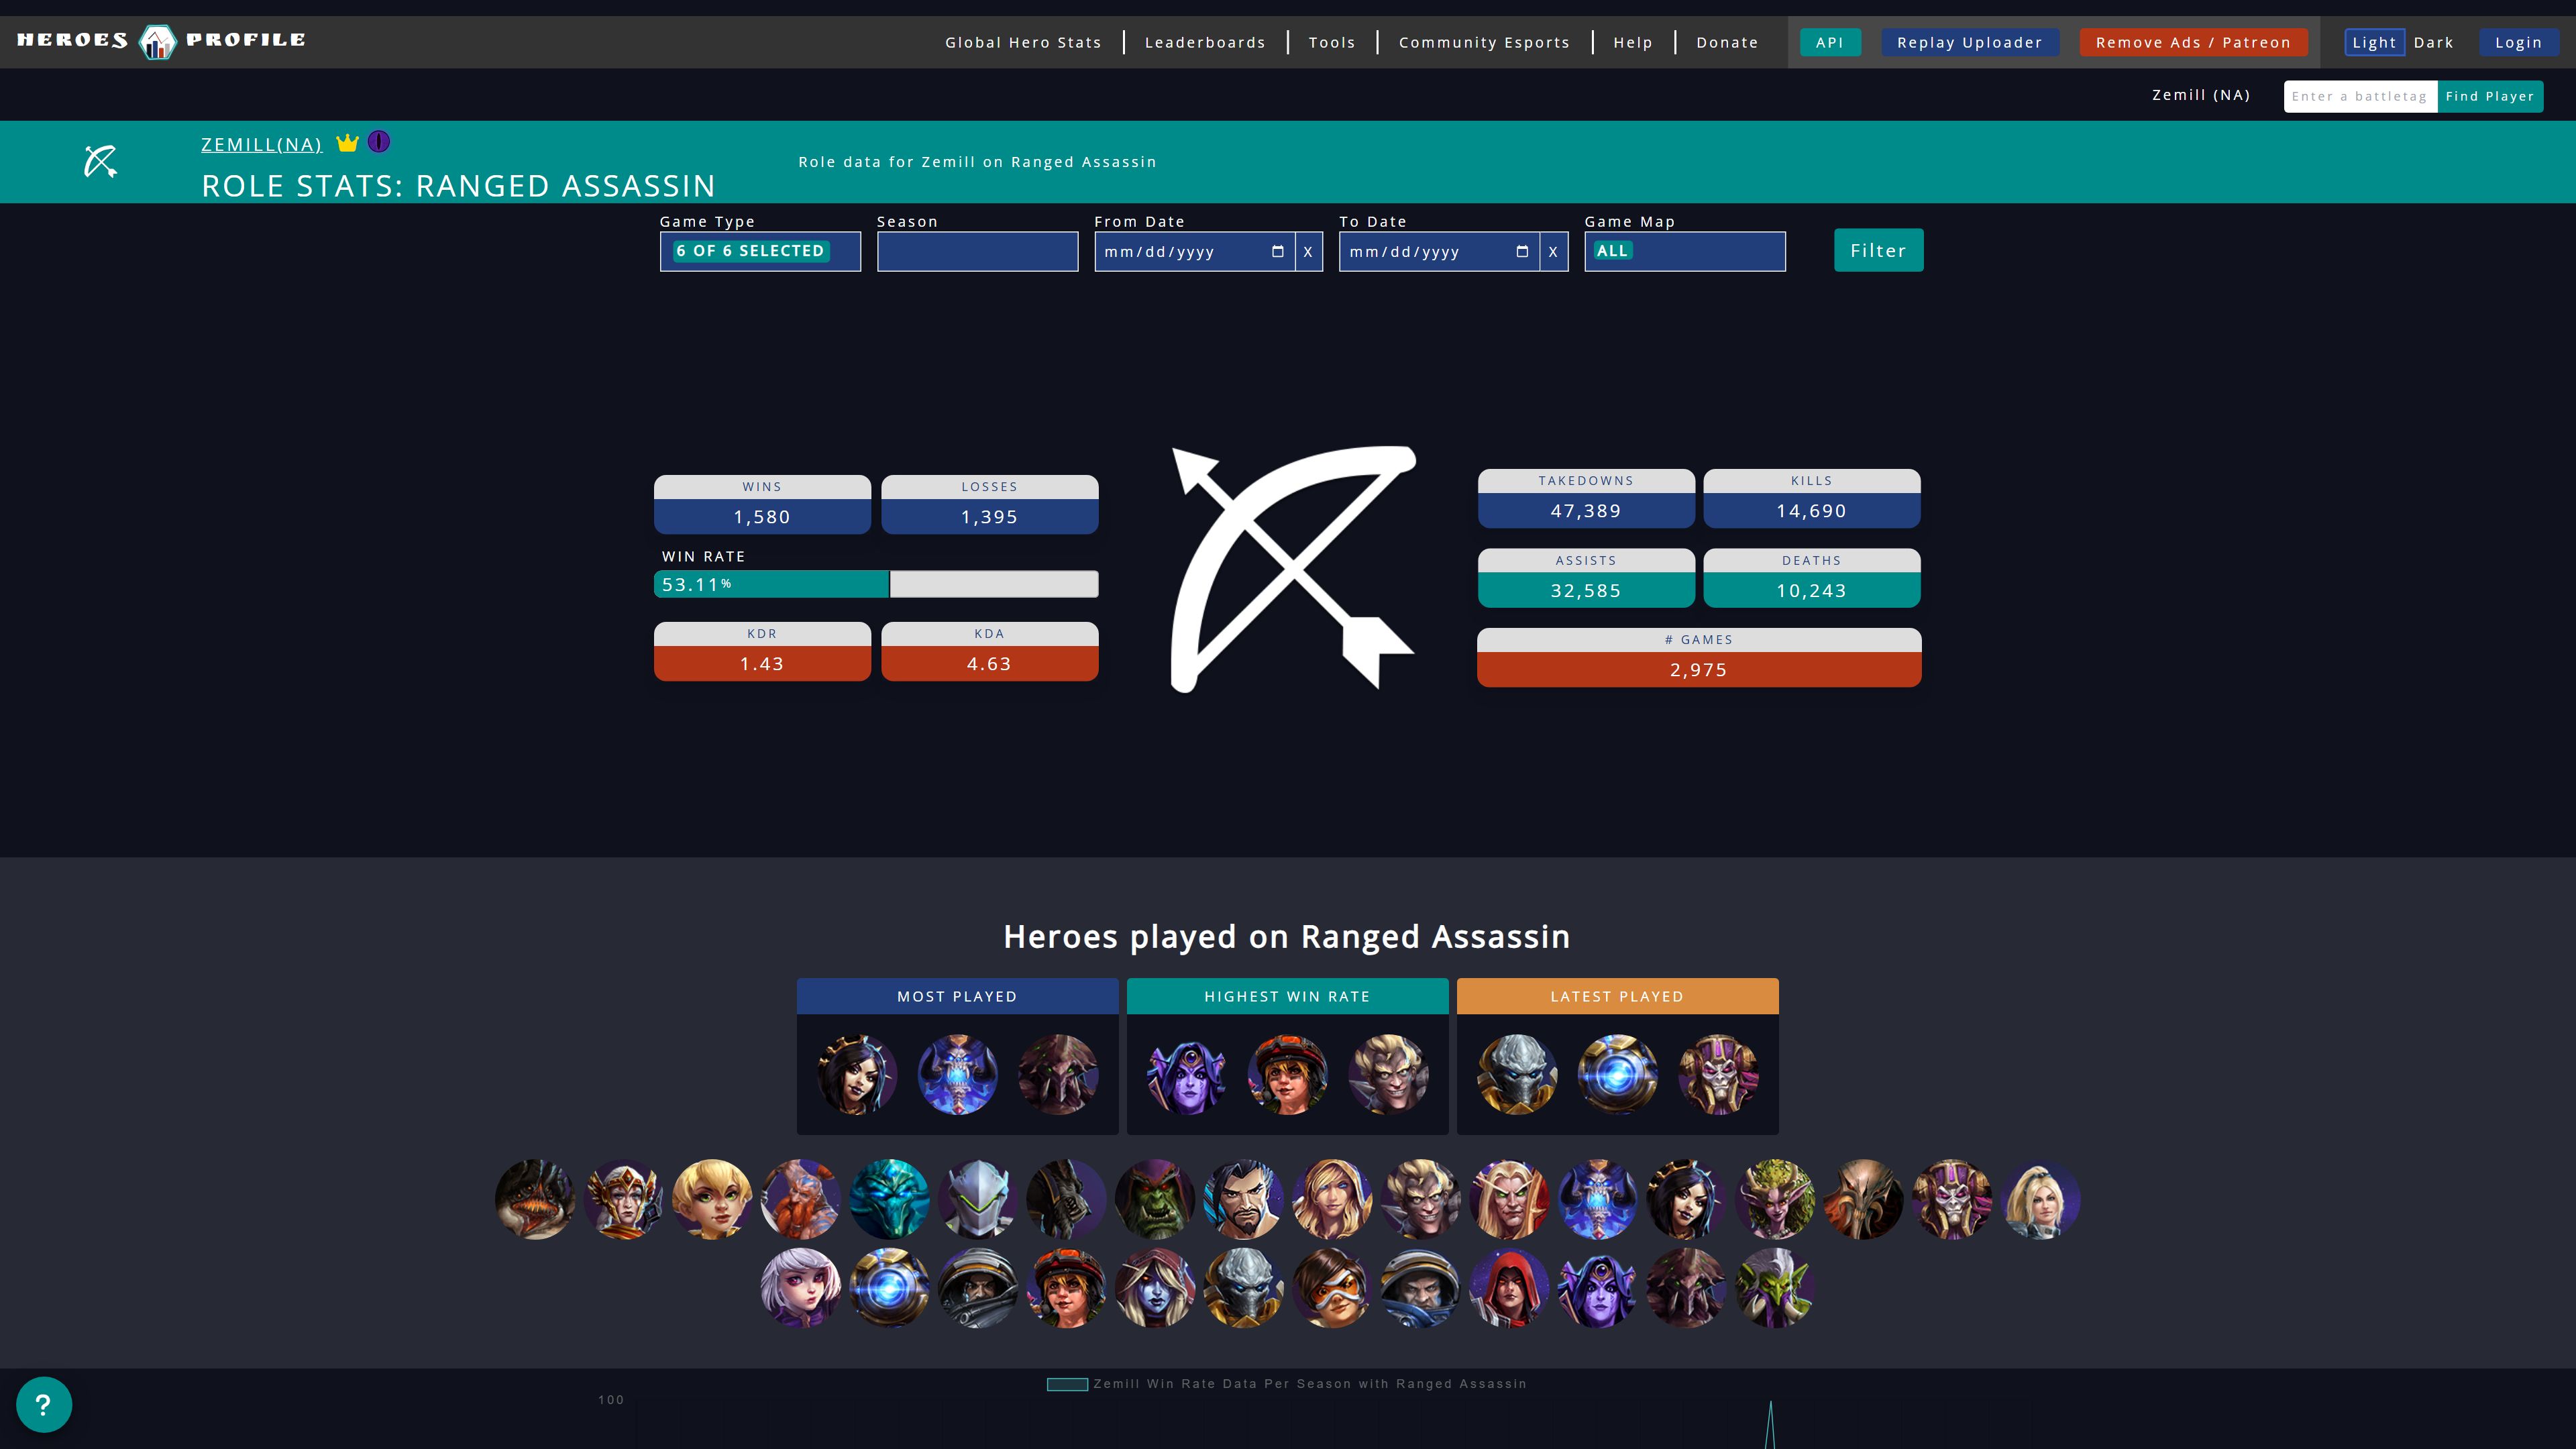 HEROES PROFILE
Global Hero Stats Leaderboards Tools Community Esports Help Donate API Replay Uploader Remove Ads / Patreon Light Dark Login
Zemill (NA) Enter a battletag Find Player
ZEMILL(NA)
ROLE STATS: RANGED ASSASSIN
Role data for Zemill on Ranged Assassin
Game Type Season From Date To Date Game Map
6 OF 6 SELECTED mm/dd/yyyy X mm/dd/yyyy X ALL Filter
WINS LOSSES
1,580 1,395
WIN RATE
53.11%
KDR KDA
1.43 4.63
TAKEDOWNS KILLS
47,389 14,690
ASSISTS DEATHS
32,585 10,243
# GAMES
2,975
Heroes played on Ranged Assassin
MOST PLAYED HIGHEST WIN RATE LATEST PLAYED
Zemill Win Rate Data Per Season with Ranged Assassin
100
?